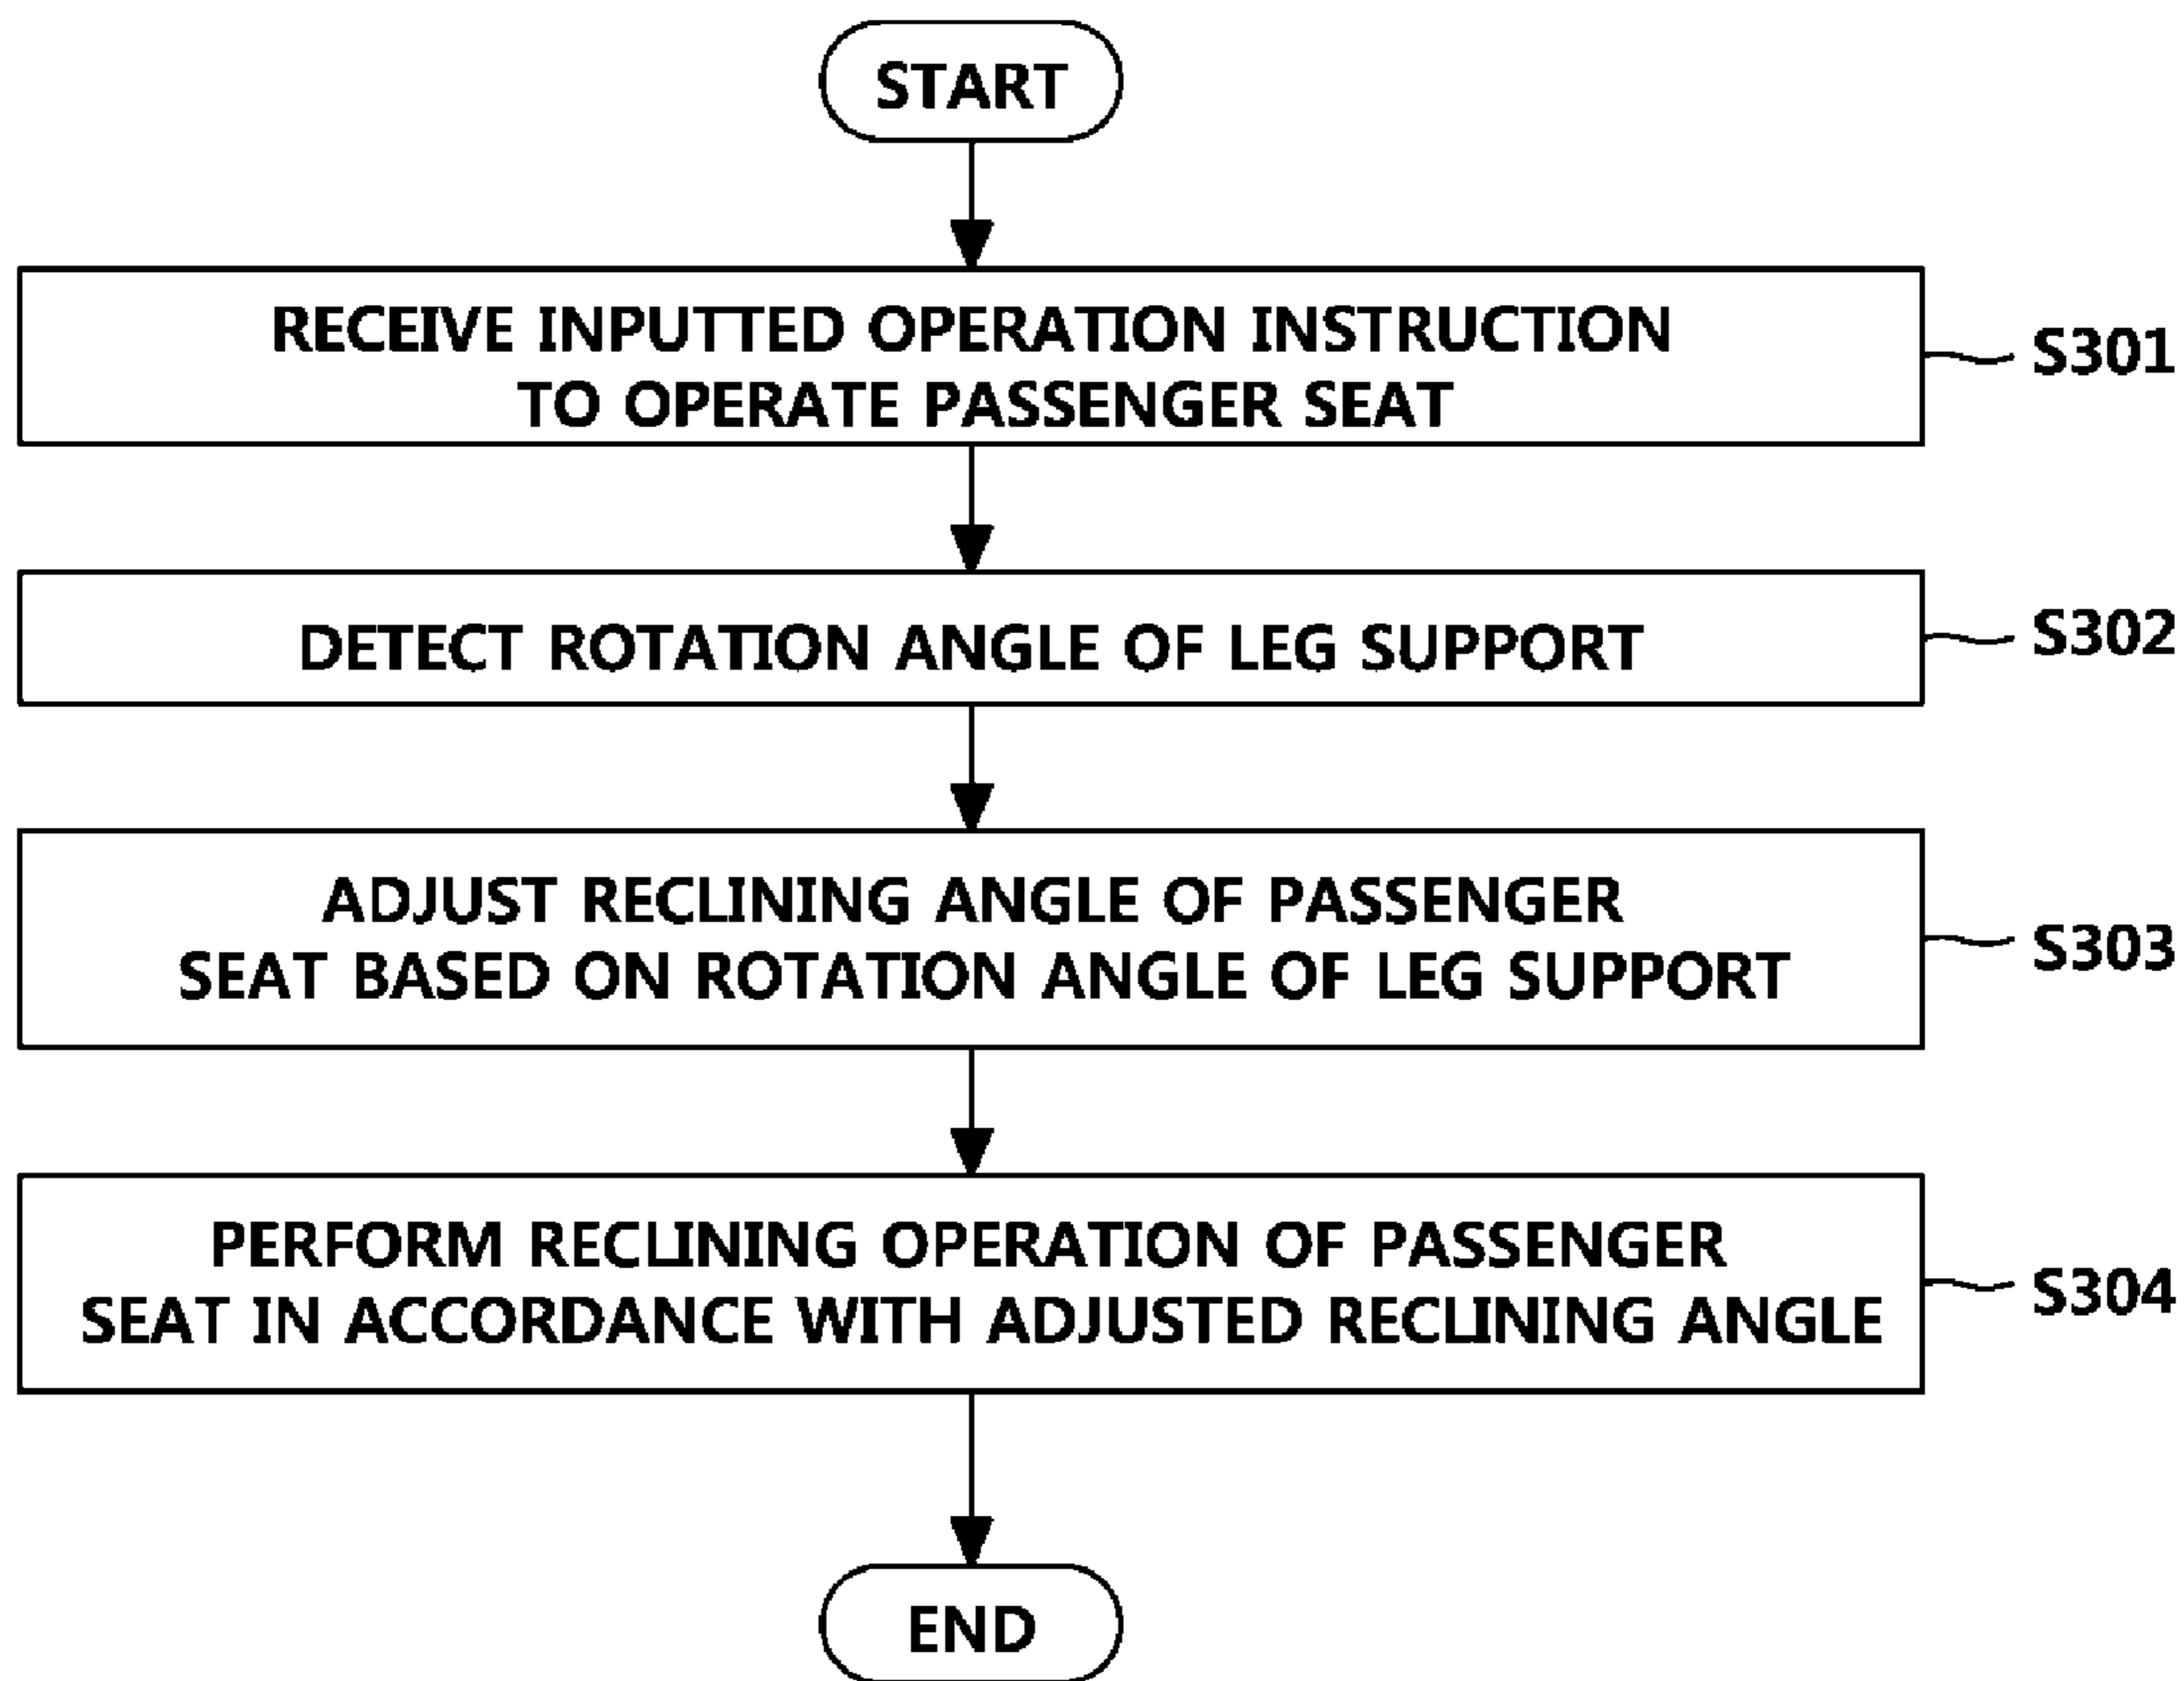 START
RECEIVE INPUTTED OPERATION INSTRUCTION
TO OPERATE PASSENGER SEAT
S301
DETECT ROTATION ANGLE OF LEG SUPPORT
S302
ADJUST RECLINING ANGLE OF PASSENGER
SEAT BASED ON ROTATION ANGLE OF LEG SUPPORT
S303
PERFORM RECLINING OPERATION OF PASSENGER
SEAT IN ACCORDANCE WITH ADJUSTED RECLINING ANGLE
S304
END